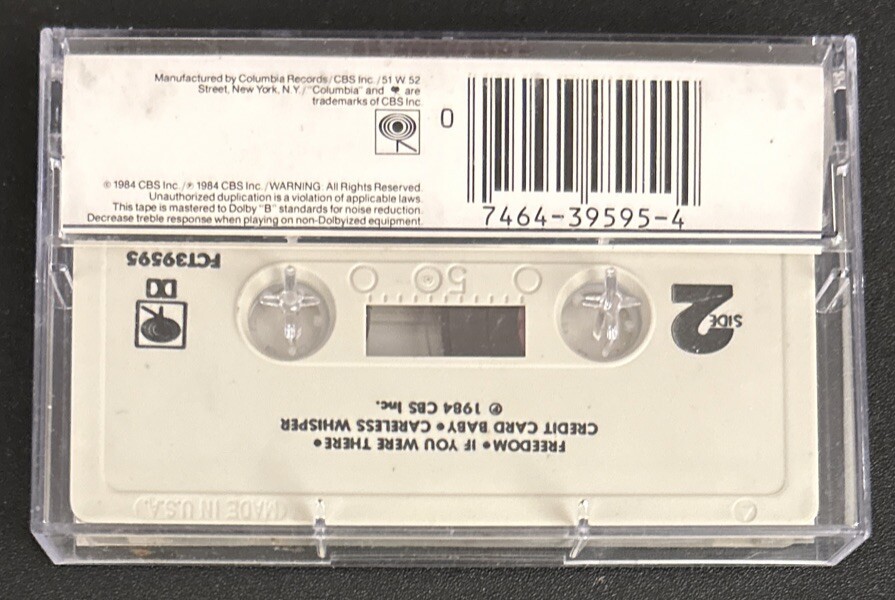 Manufactured by Columbia Records/CBS Inc./51 W 52
Street, New York, N.Y./"Columbia" and ❤ are
trademarks of CBS Inc.
0
7464-39595-4
© 1984 CBS Inc./℗ 1984 CBS Inc./WARNING: All Rights Reserved.
Unauthorized duplication is a violation of applicable laws.
This tape is mastered to Dolby "B" standards for noise reduction.
Decrease treble response when playing on non-Dolbyized equipment.
FCT39595
50
SIDE 2
FREEDOM • IF YOU WERE THERE •
CREDIT CARD BABY • CARELESS WHISPER
℗ 1984 CBS Inc.
(MADE IN U.S.A.)